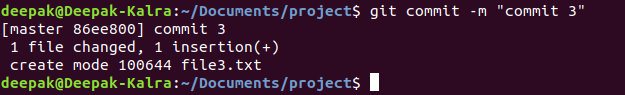 deepak@Deepak-Kalra:~/Documents/project$ git commit -m "commit 3"
[master 86ee800] commit 3
 1 file changed, 1 insertion(+)
 create mode 100644 file3.txt
deepak@Deepak-Kalra:~/Documents/project$